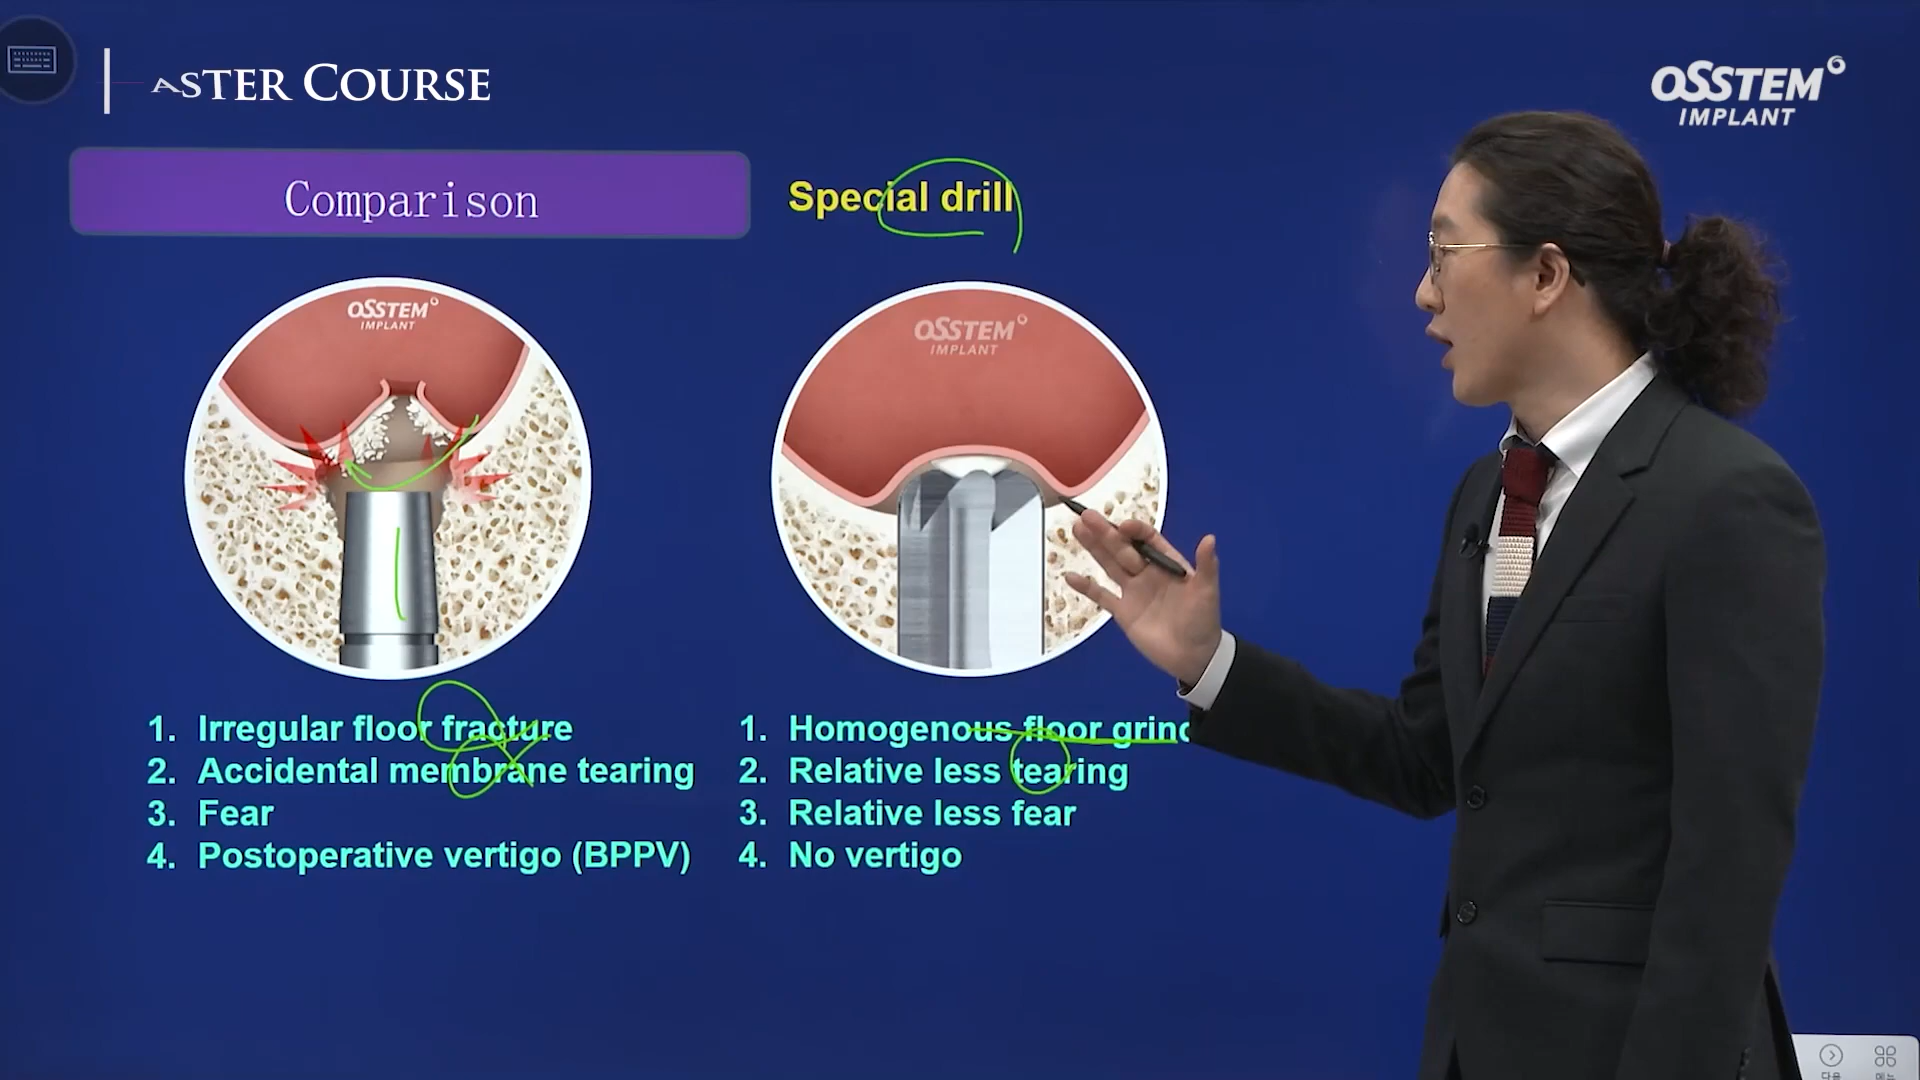 ASTER COURSE
OSSTEM
IMPLANT
Comparison
Special drill
OSSTEM
IMPLANT
OSSTEM
IMPLANT
1. Irregular floor fracture
2. Accidental membrane tearing
3. Fear
4. Postoperative vertigo (BPPV)
1. Homogenous floor grind
2. Relative less tearing
3. Relative less fear
4. No vertigo
다음